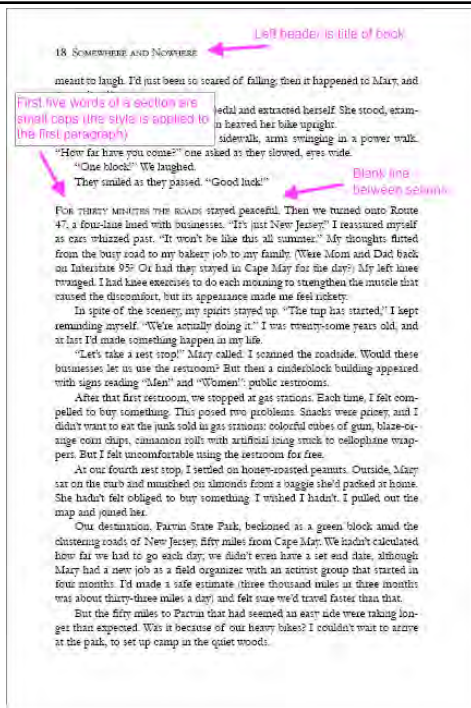 Left header is title of book
18 SOMEWHERE AND NOWHERE
meant to laugh. I'd just been so scared of falling; then it happened to Mary, and
First five words of a section are
small caps (the style is applied to
the first paragraph)
and extracted herself. She stood, exam-
heaved her bike upright.
sidewalk, arms swinging in a power walk.
"How far have you come?" one asked as they slowed, eyes wide.
"One block!" We laughed.
They smiled as they passed. "Good luck!"
Blank line
between sections
FOR THIRTY MINUTES THE ROADS stayed peaceful. Then we turned onto Route
47, a four-lane lined with businesses. "It's just New Jersey," I reassured myself
as cars whizzed past. "It won't be like this all summer." My thoughts flitted
from the busy road to my bakery job to my family. (Were Mom and Dad back
on Interstate 95? Or had they stayed in Cape May for the day?) My left knee
twanged. I had knee exercises to do each morning to strengthen the muscle that
caused the discomfort, but its appearance made me feel rickety.
In spite of the scenery, my spirits stayed up. "The trip has started," I kept
reminding myself. "We're actually doing it." I was twenty-some years old, and
at last I'd made something happen in my life.
"Let's take a rest stop!" Mary called. I scanned the roadside. Would these
businesses let us use the restroom? But then a cinderblock building appeared
with signs reading "Men" and "Women": public restrooms.
After that first restroom, we stopped at gas stations. Each time, I felt com-
pelled to buy something. This posed two problems. Snacks were pricey, and I
didn't want to eat the junk sold in gas stations: colorful cubes of gum, blaze-or-
ange corn chips, cinnamon rolls with artificial icing stuck to cellophane wrap-
pers. But I felt uncomfortable using the restroom for free.
At our fourth rest stop, I settled on honey-roasted peanuts. Outside, Mary
sat on the curb and munched on almonds from a baggie she'd packed at home.
She hadn't felt obliged to buy something. I wished I hadn't. I pulled out the
map and joined her.
Our destination, Parvin State Park, beckoned as a green block amid the
clustering roads of New Jersey, fifty miles from Cape May. We hadn't calculated
how far we had to go each day; we didn't even have a set end date, although
Mary had a new job as a field organizer with an activist group that started in
four months. I'd made a safe estimate (three thousand miles in three months
was about thirty-three miles a day) and felt sure we'd travel faster than that.
But the fifty miles to Parvin that had seemed an easy ride were taking lon-
ger than expected. Was it because of our heavy bikes? I couldn't wait to arrive
at the park, to set up camp in the quiet woods.